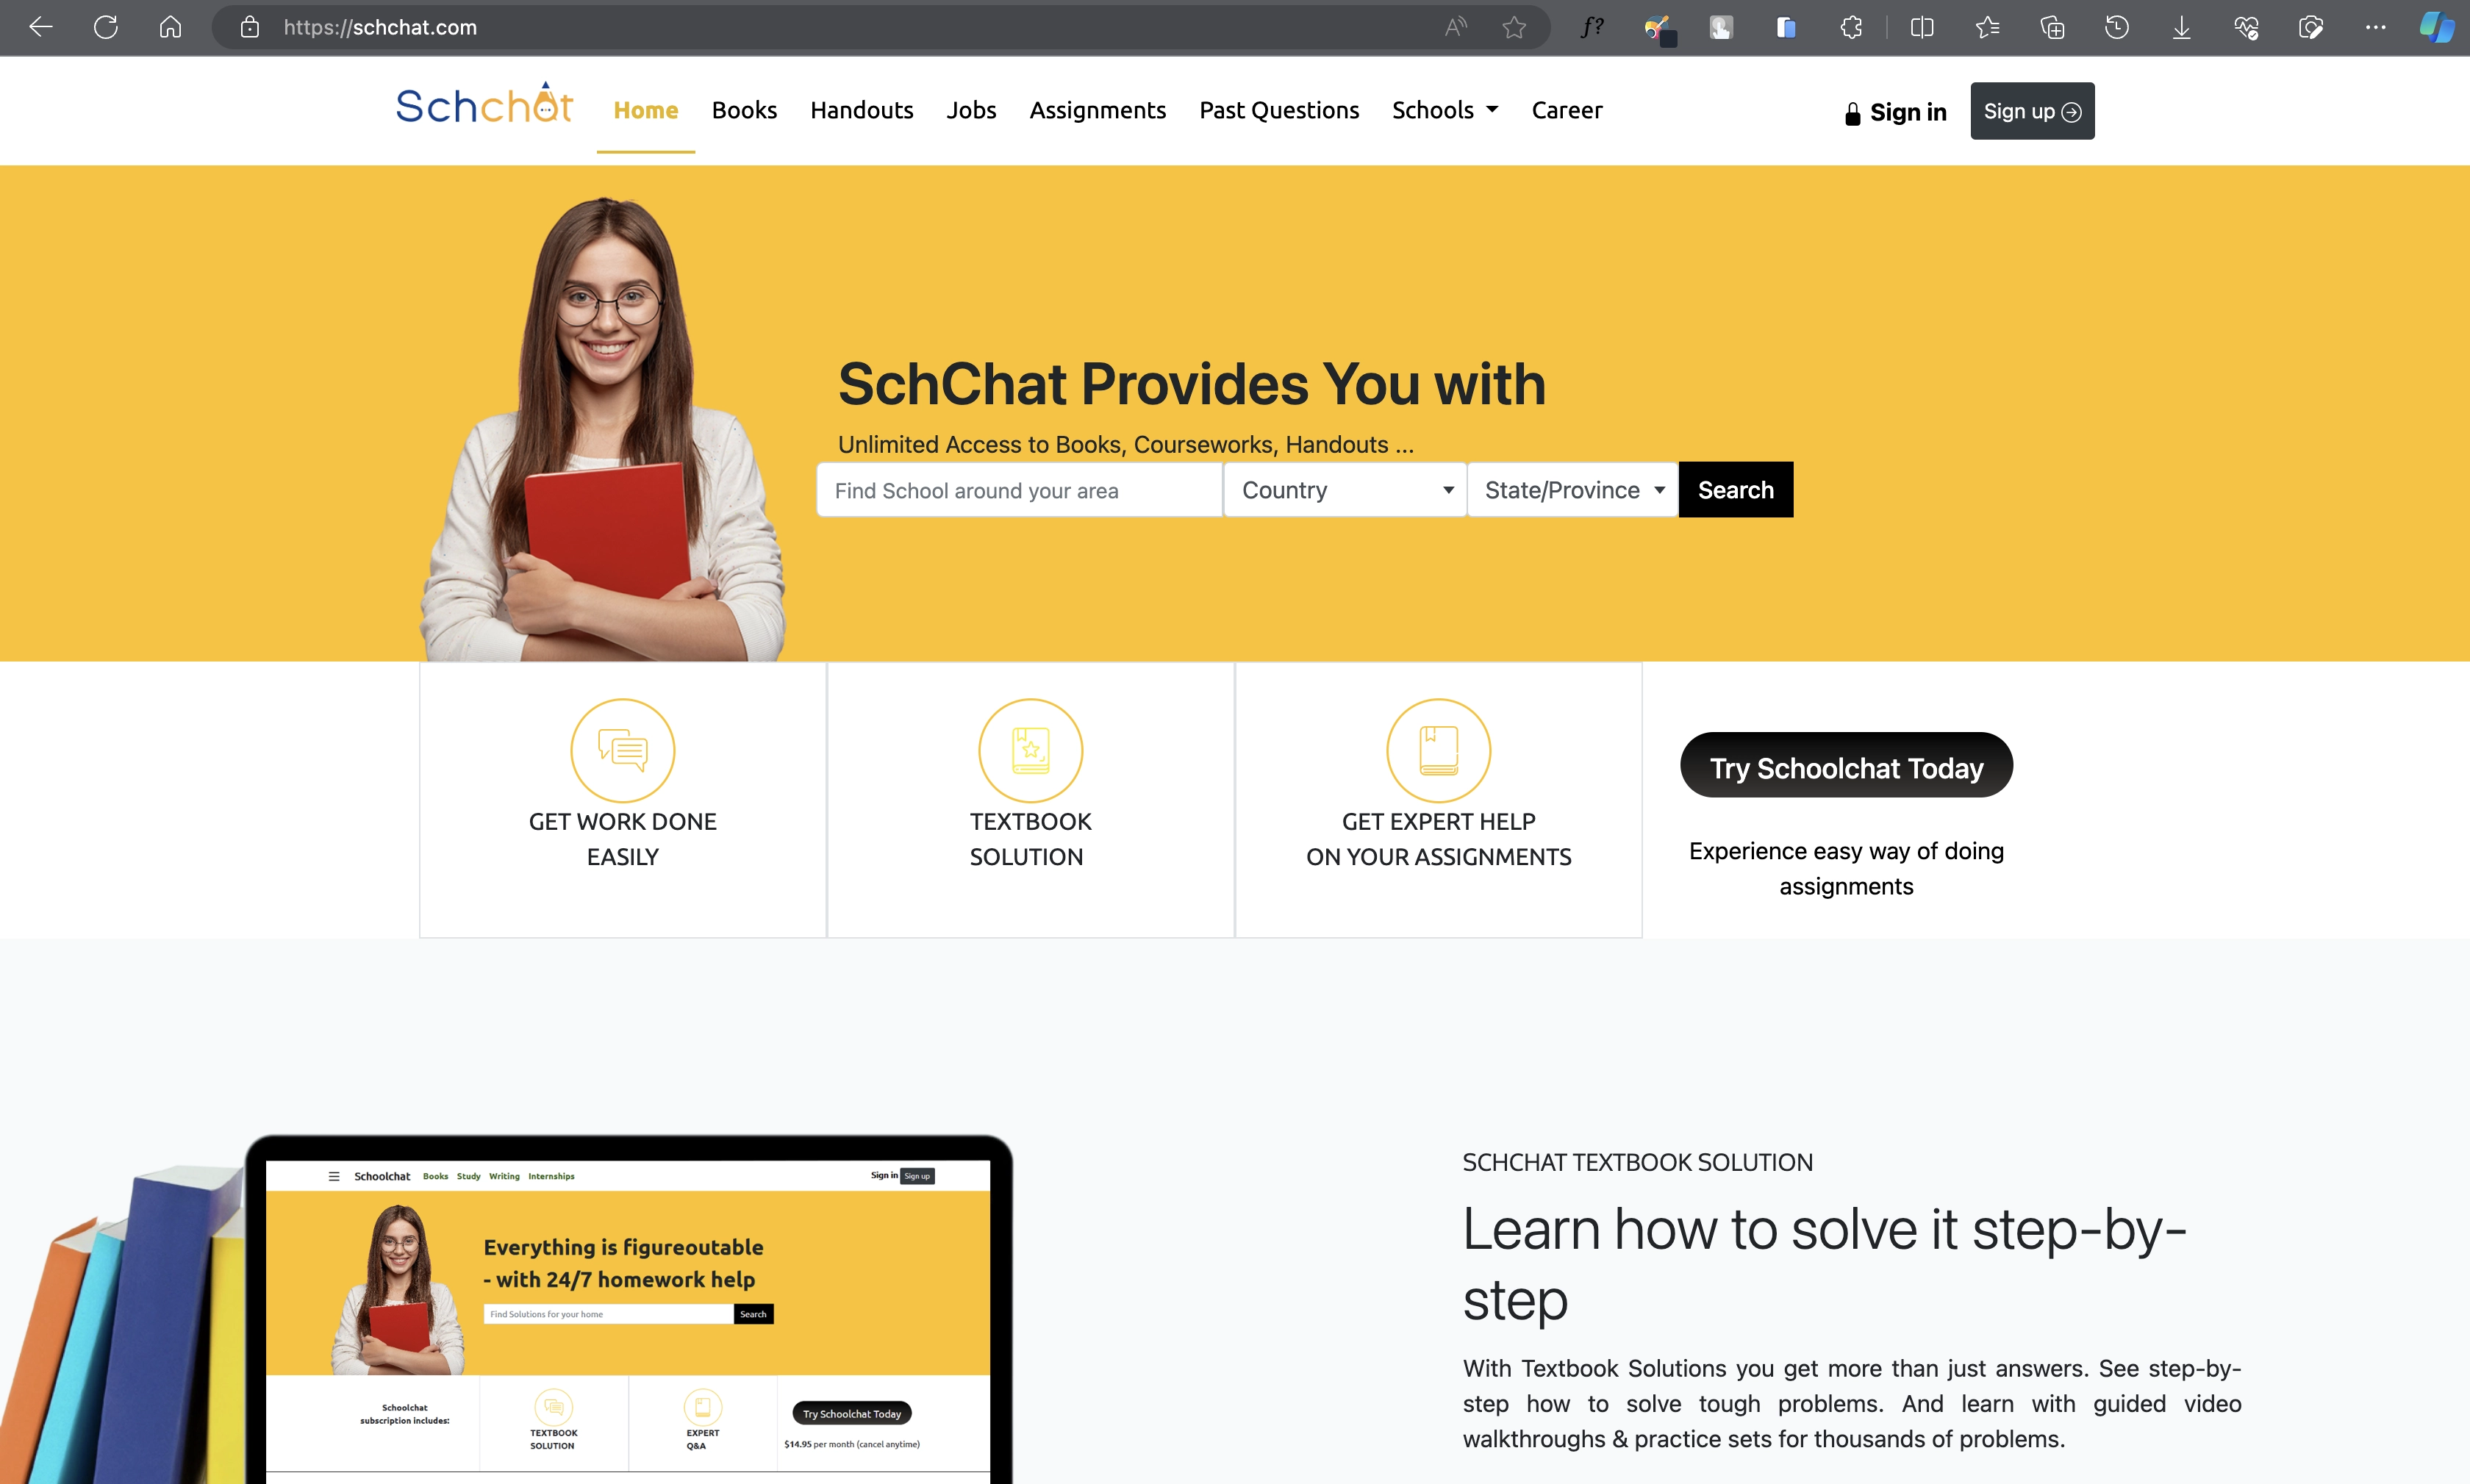 https://schchat.com
Schchat
Home
Books
Handouts
Jobs
Assignments
Past Questions
Schools
Career
Sign in
Sign up
SchChat Provides You with
Unlimited Access to Books, Courseworks, Handouts ...
Find School around your area
Country
State/Province
Search
GET WORK DONE
EASILY
TEXTBOOK
SOLUTION
GET EXPERT HELP
ON YOUR ASSIGNMENTS
Try Schoolchat Today
Experience easy way of doing
assignments
Schoolchat
Books
Study
Writing
Internships
Sign in
Sign up
Everything is figureoutable
- with 24/7 homework help
Find Solutions for your home
Search
Schoolchat
subscription includes:
TEXTBOOK
SOLUTION
EXPERT
Q&A
Try Schoolchat Today
$14.95 per month (cancel anytime)
SCHCHAT TEXTBOOK SOLUTION
Learn how to solve it step-by-
step
With Textbook Solutions you get more than just answers. See step-by-
step how to solve tough problems. And learn with guided video
walkthroughs & practice sets for thousands of problems.